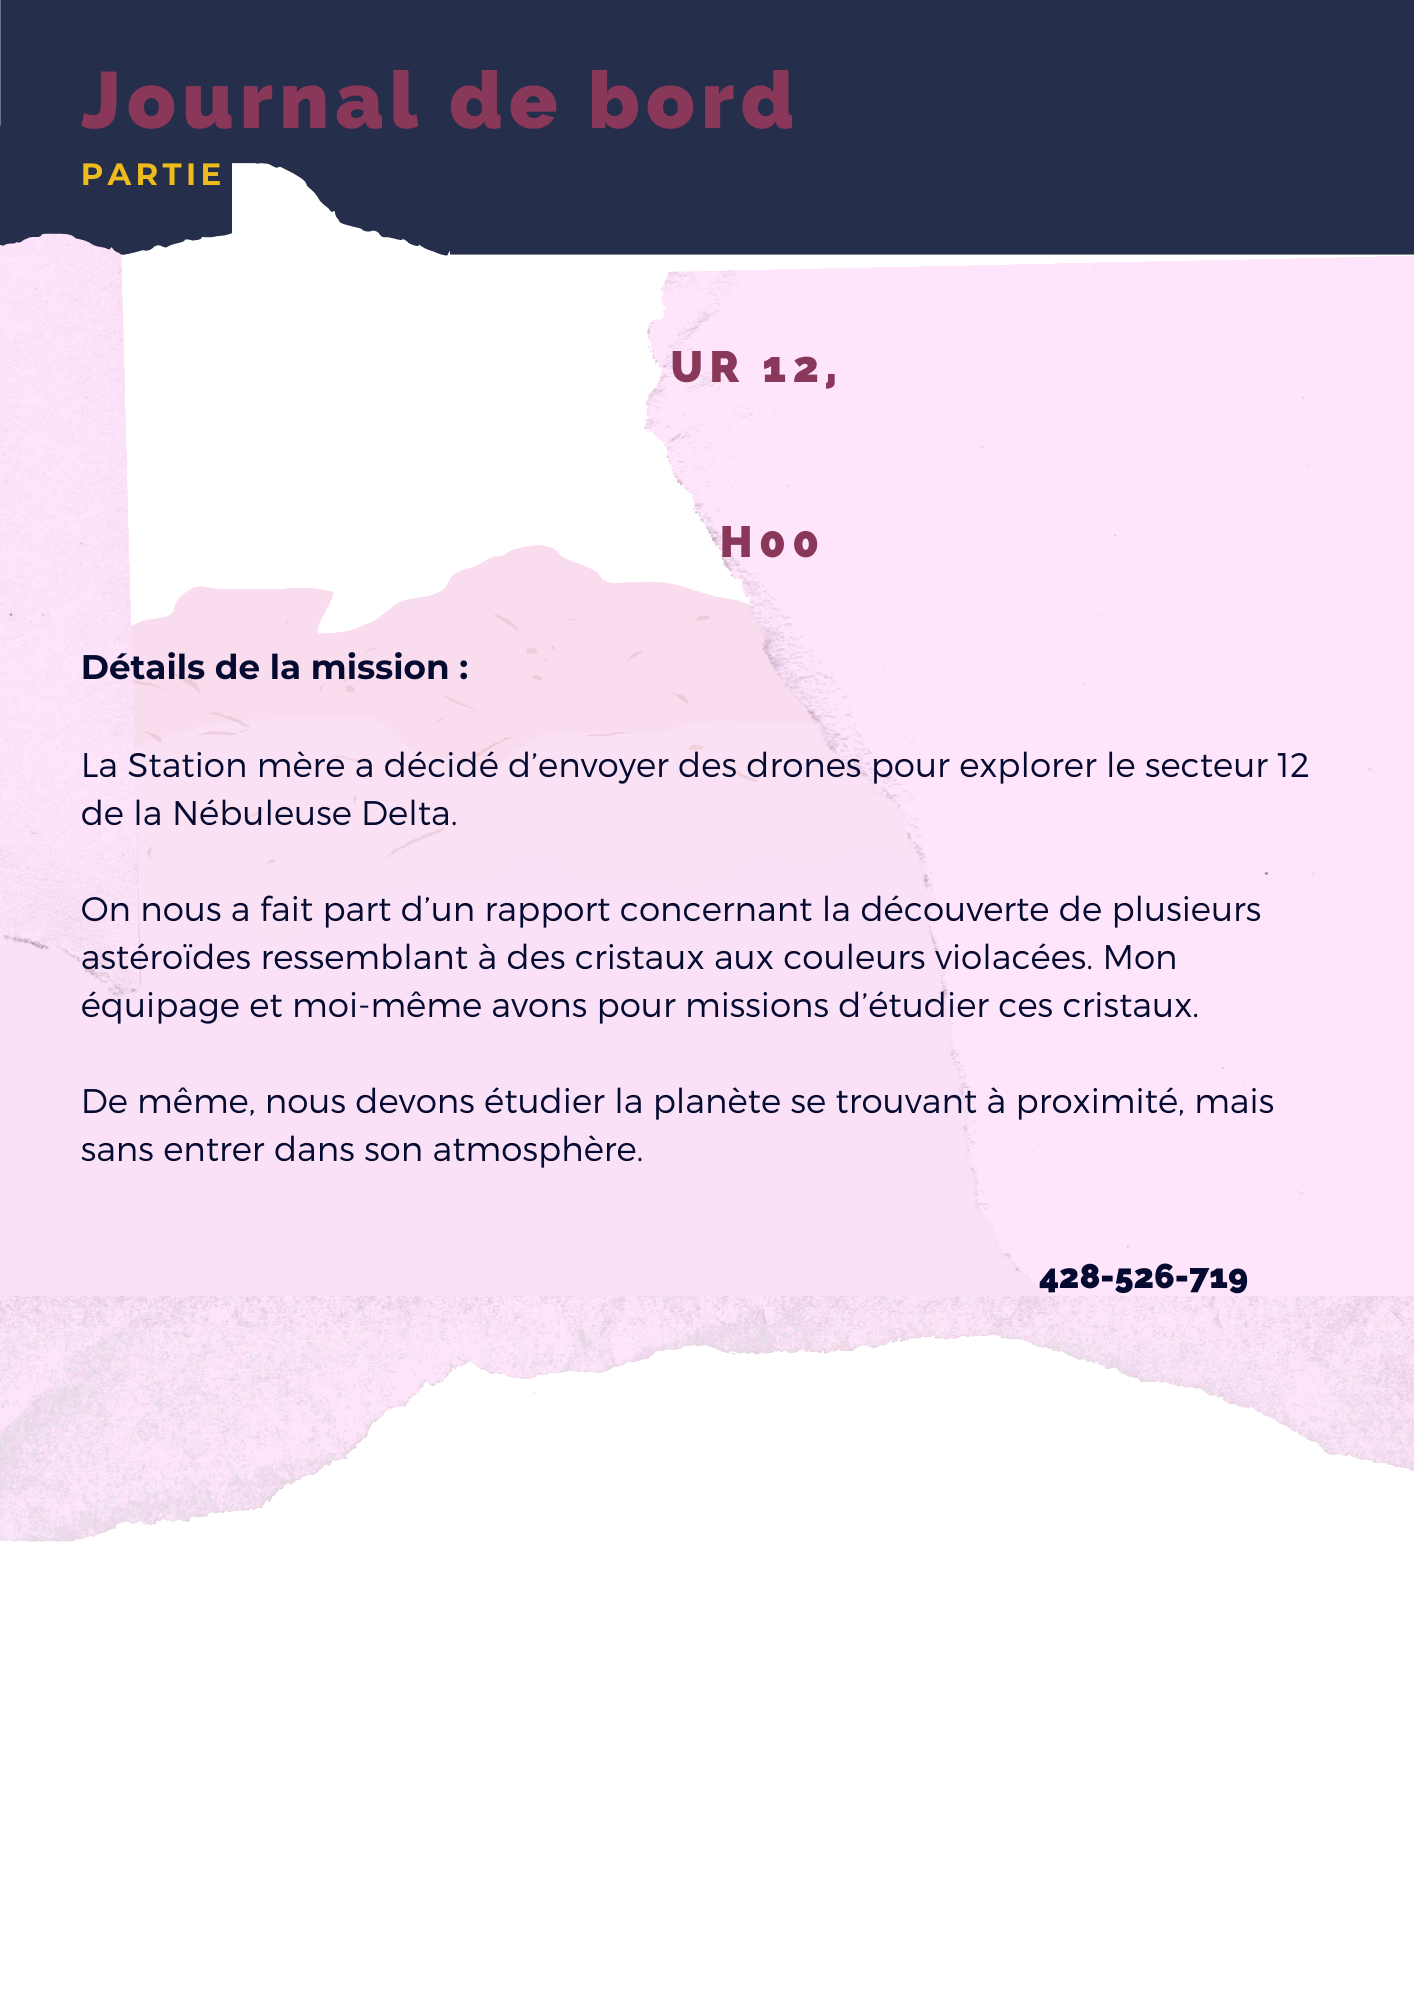 Journal de bord
PARTIE
UR 12,
H00
Détails de la mission :
La Station mère a décidé d’envoyer des drones pour explorer le secteur 12
de la Nébuleuse Delta.
On nous a fait part d’un rapport concernant la découverte de plusieurs
astéroïdes ressemblant à des cristaux aux couleurs violacées. Mon
équipage et moi-même avons pour missions d’étudier ces cristaux.
De même, nous devons étudier la planète se trouvant à proximité, mais
sans entrer dans son atmosphère.
428-526-719